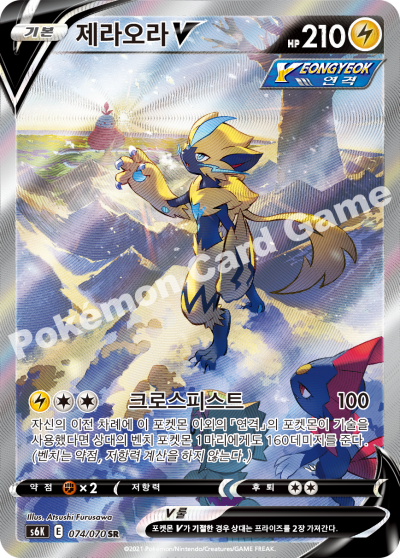 기본 제라오라V HP 210
YEONGYEOK
연격
Pokémon Card Game
크로스피스트 100
자신의 이전 차례에 이 포켓몬 이외의 「연격」의 포켓몬이 기술을
사용했다면 상대의 벤치 포켓몬 1마리에게도 160데미지를 준다.
(벤치는 약점, 저항력 계산을 하지 않는다.)
약점 ×2 저항력 후퇴
Illus. Atsushi Furusawa
V룰
S6K E 074/070 SR
포켓몬 V가 기절한 경우 상대는 프라이즈를 2장 가져간다.
©2021 Pokémon/Nintendo/Creatures/GAME FREAK.